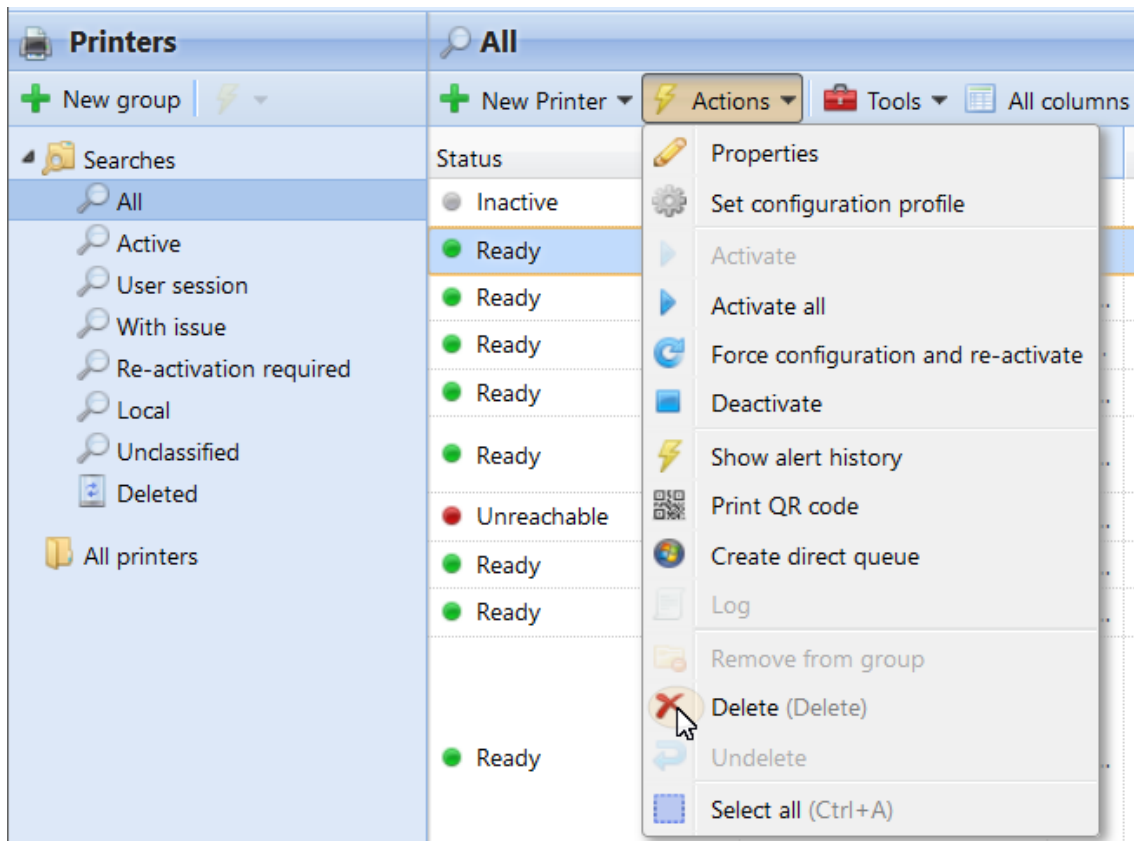 Printers
New group
Searches
All
Active
User session
With issue
Re-activation required
Local
Unclassified
Deleted
All printers
All
New Printer Actions Tools All columns
Status
Inactive
Ready
Ready
Ready
Ready
Ready
Unreachable
Ready
Ready
Ready
Properties
Set configuration profile
Activate
Activate all
Force configuration and re-activate
Deactivate
Show alert history
Print QR code
Create direct queue
Log
Remove from group
Delete (Delete)
Undelete
Select all (Ctrl+A)